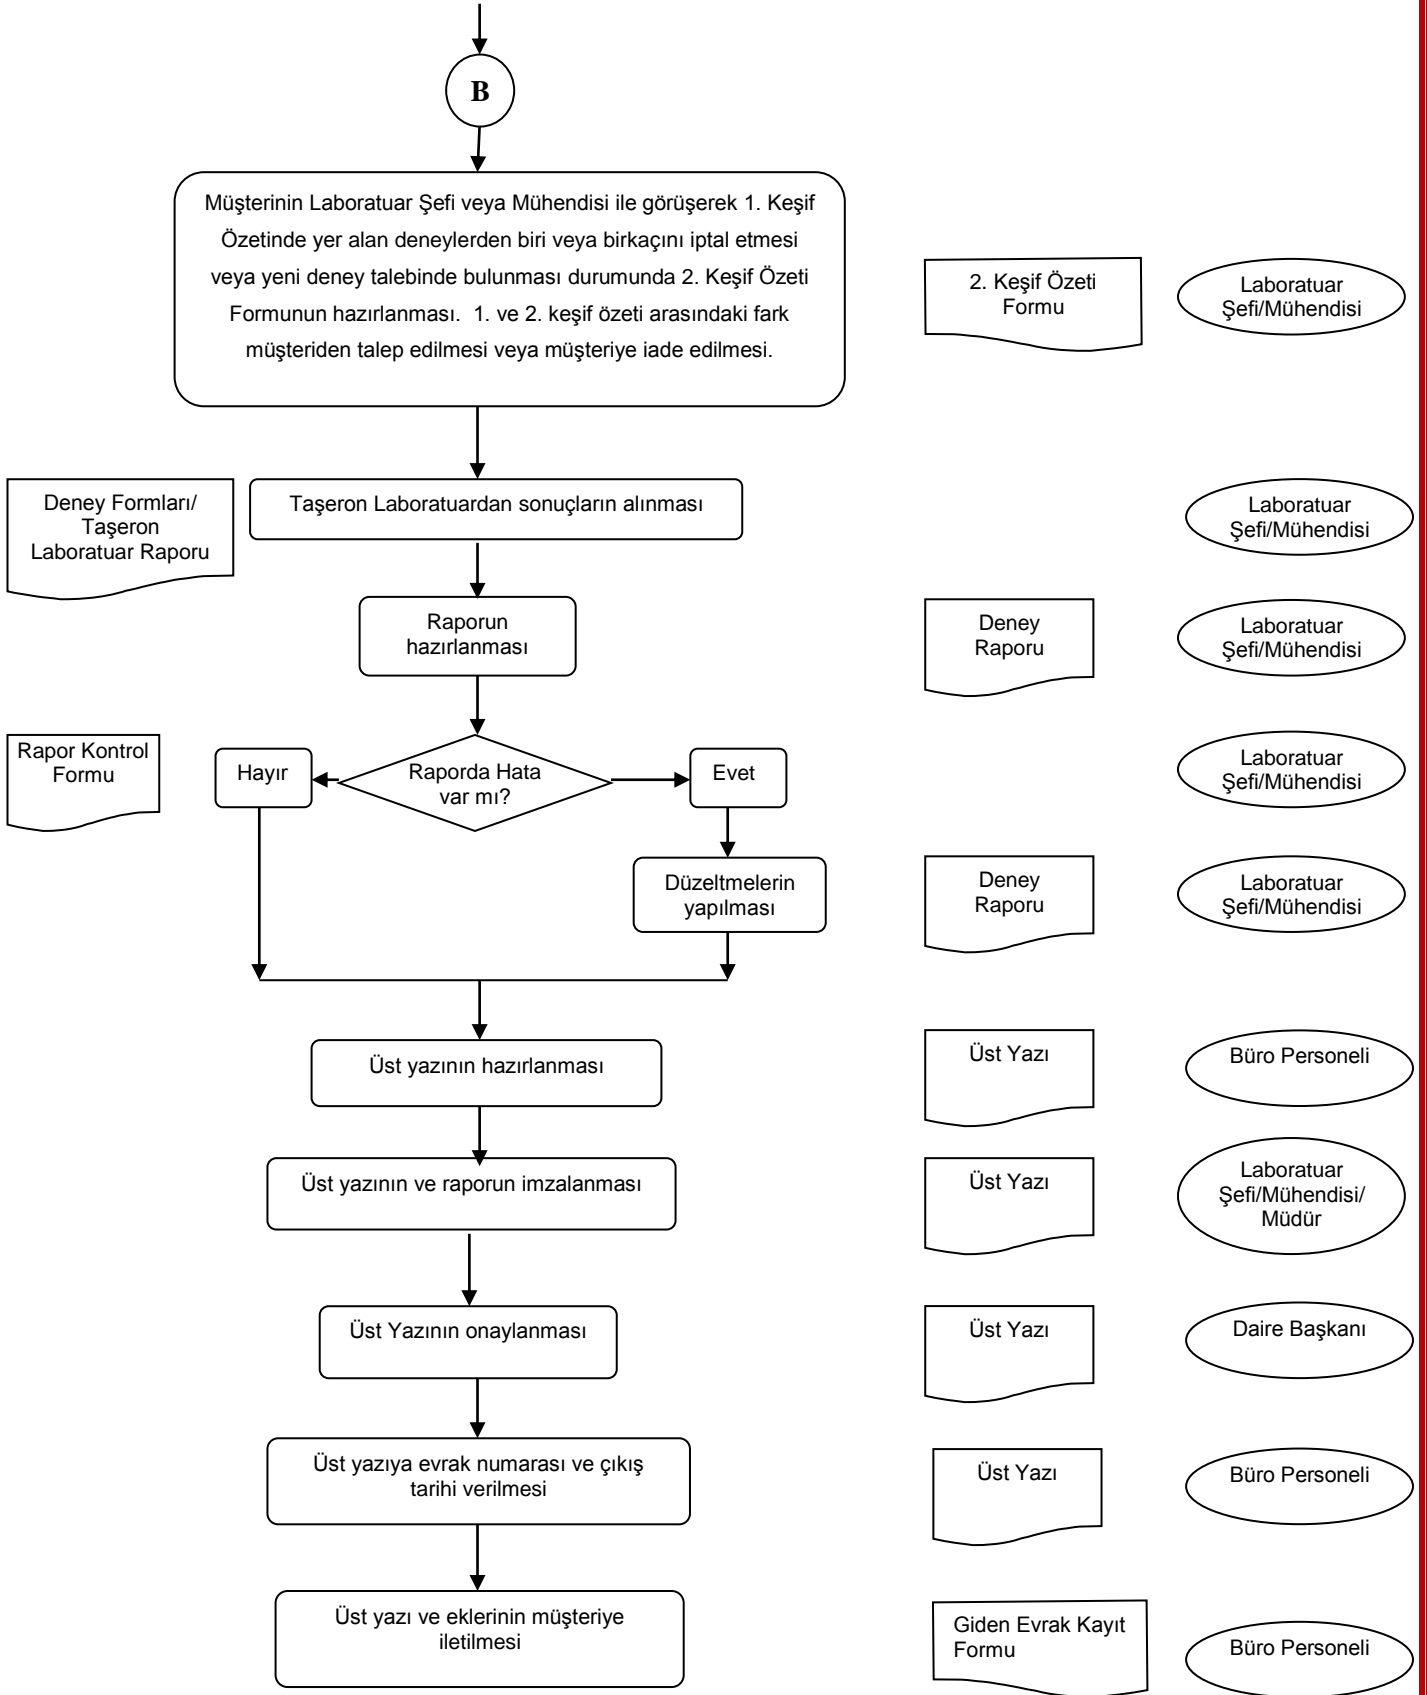 B
Müşterinin Laboratuar Şefi veya Mühendisi ile görüşerek 1. Keşif
Özetinde yer alan deneylerden biri veya birkaçını iptal etmesi
veya yeni deney talebinde bulunması durumunda 2. Keşif Özeti
Formunun hazırlanması. 1. ve 2. keşif özeti arasındaki fark
müşteriden talep edilmesi veya müşteriye iade edilmesi.
2. Keşif Özeti
Formu
Laboratuar
Şefi/Mühendisi
Deney Formları/
Taşeron
Laboratuar Raporu
Taşeron Laboratuardan sonuçların alınması
Laboratuar
Şefi/Mühendisi
Raporun
hazırlanması
Deney
Raporu
Laboratuar
Şefi/Mühendisi
Rapor Kontrol
Formu
Hayır
Raporda Hata
var mı?
Evet
Laboratuar
Şefi/Mühendisi
Düzeltmelerin
yapılması
Deney
Raporu
Laboratuar
Şefi/Mühendisi
Üst yazının hazırlanması
Üst Yazı
Büro Personeli
Üst yazının ve raporun imzalanması
Üst Yazı
Laboratuar
Şefi/Mühendisi/
Müdür
Üst Yazının onaylanması
Üst Yazı
Daire Başkanı
Üst yazıya evrak numarası ve çıkış
tarihi verilmesi
Üst Yazı
Büro Personeli
Üst yazı ve eklerinin müşteriye
iletilmesi
Giden Evrak Kayıt
Formu
Büro Personeli